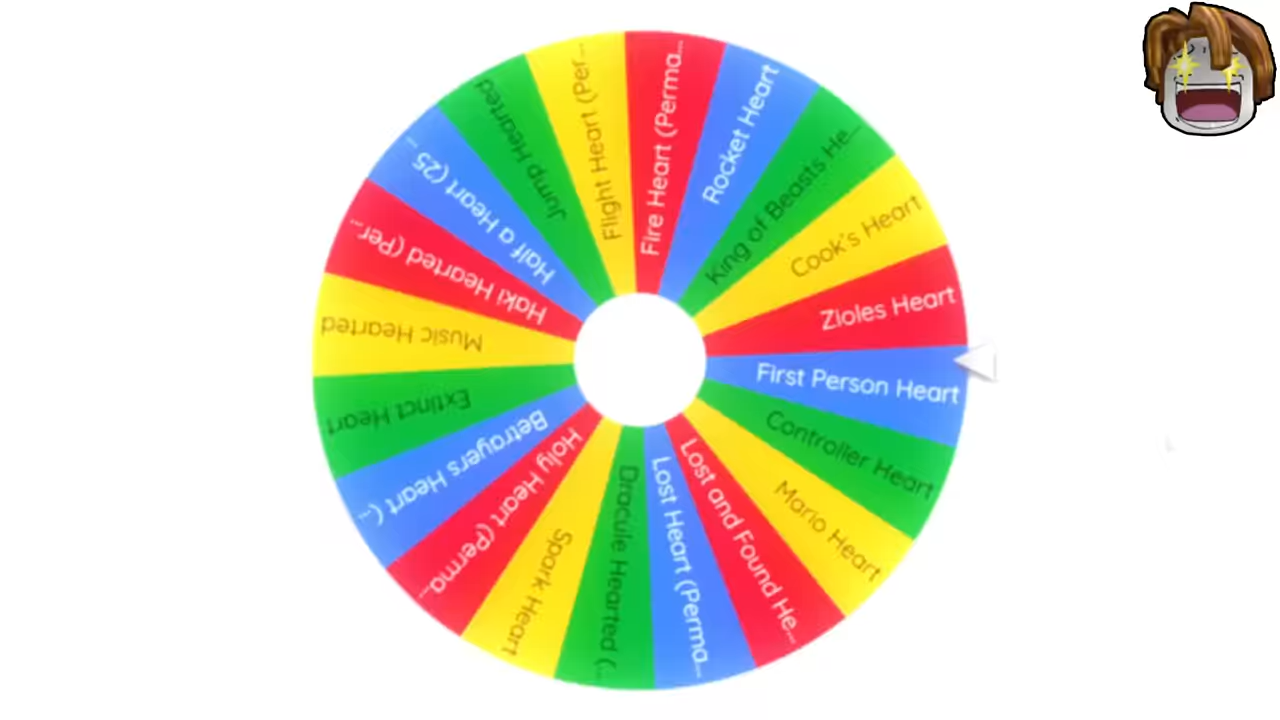 Fire Heart (Perma...
Rocket Heart
King of Beasts He...
Cook's Heart
Zioles Heart
First Person Heart
Controller Heart
Mario Heart
Lost and Found He...
Lost Heart (Perma...
Dracule Hearted (...
Spark Heart
Holy Heart (Perma...
Betrayers Heart (...
Extinct Heart
Music Hearted
Haki Hearted (Per...
Half a Heart (25 ...
Jump Hearted
Flight Heart (Per...